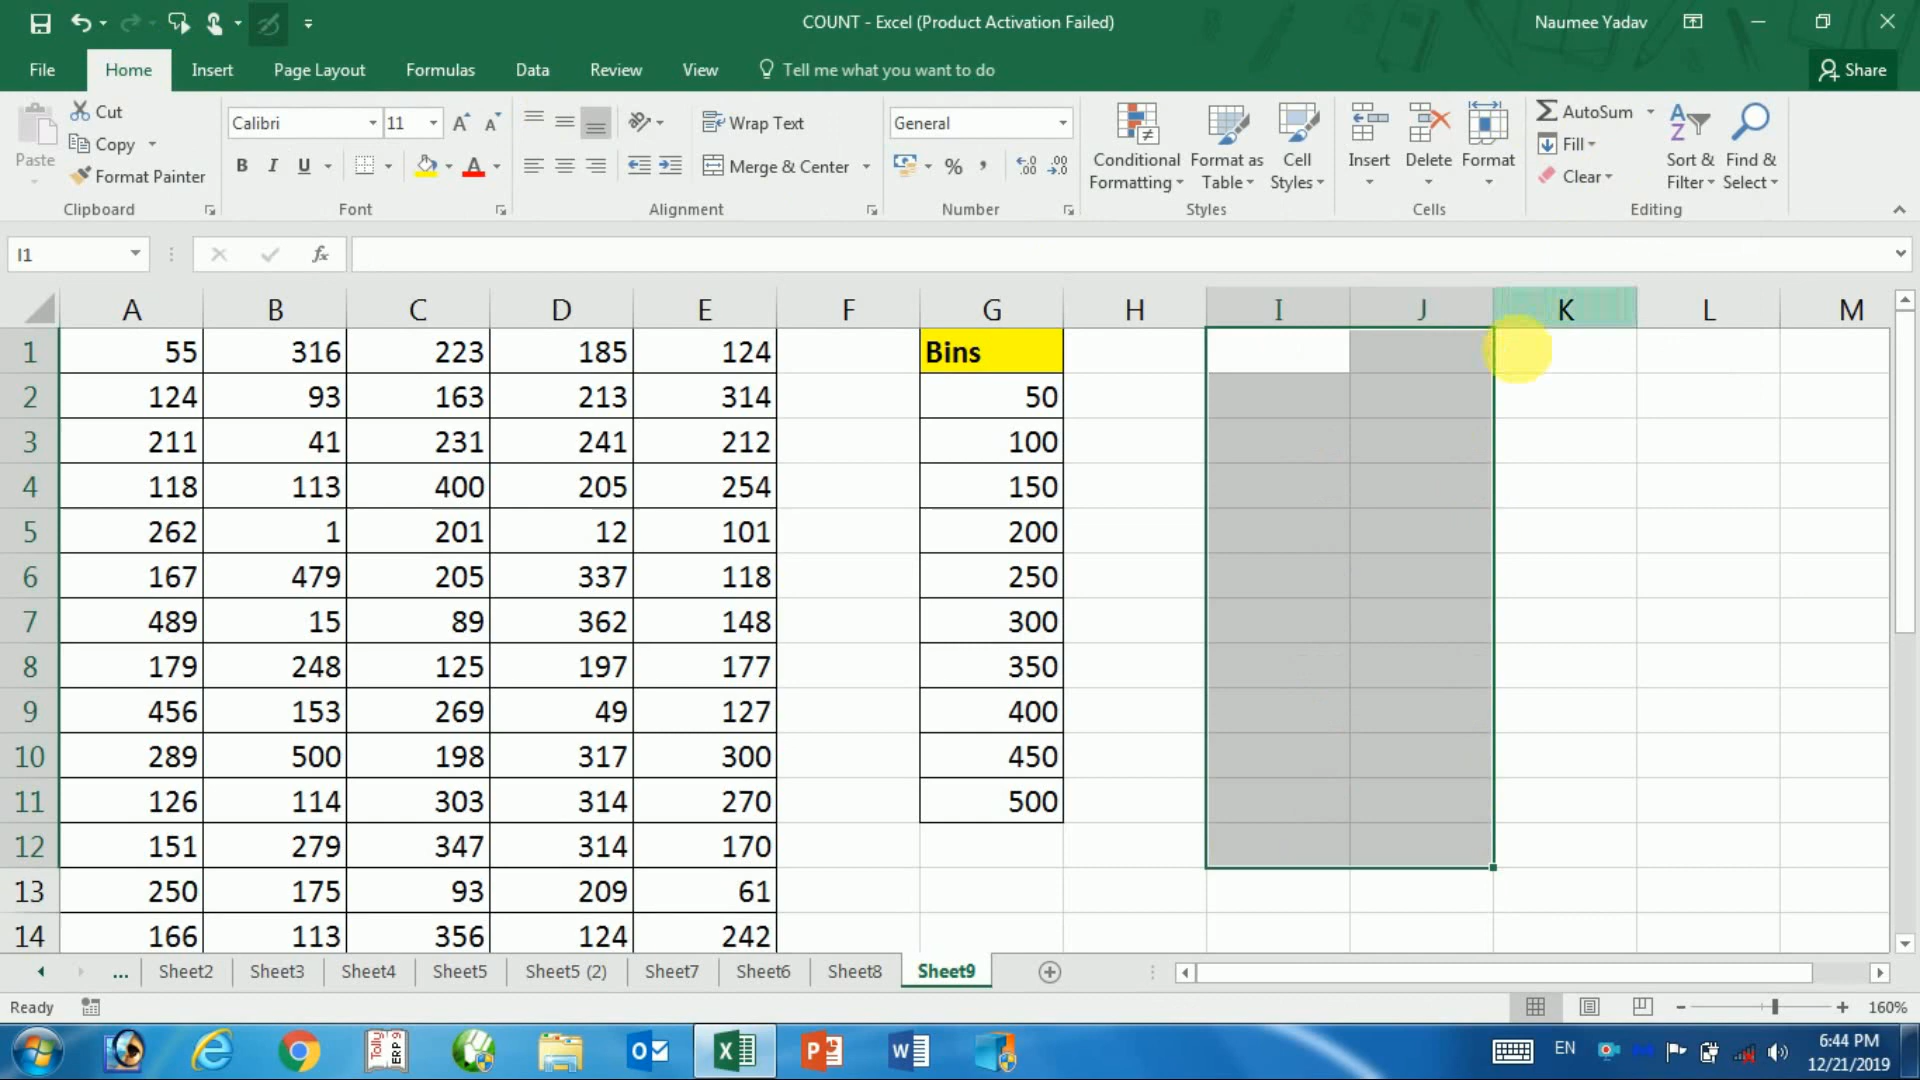 COUNT - Excel (Product Activation Failed)
Naumee Yadav
File Home Insert Page Layout Formulas Data Review View Tell me what you want to do Share
Cut
Copy
Format Painter
Paste
Clipboard
Calibri 11
B I U
Font
Wrap Text
Merge & Center
Alignment
General
%
Number
Conditional Formatting
Format as Table
Cell Styles
Styles
Insert
Delete
Format
Cells
AutoSum
Fill
Clear
Sort & Filter
Find & Select
Editing
I1
fx
A B C D E F G H I J K L M
1 55 316 223 185 124 Bins
2 124 93 163 213 314 50
3 211 41 231 241 212 100
4 118 113 400 205 254 150
5 262 1 201 12 101 200
6 167 479 205 337 118 250
7 489 15 89 362 148 300
8 179 248 125 197 177 350
9 456 153 269 49 127 400
10 289 500 198 317 300 450
11 126 114 303 314 270 500
12 151 279 347 314 170
13 250 175 93 209 61
14 166 113 356 124 242
... Sheet2 Sheet3 Sheet4 Sheet5 Sheet5 (2) Sheet7 Sheet6 Sheet8 Sheet9
Ready
160%
EN
6:44 PM
12/21/2019